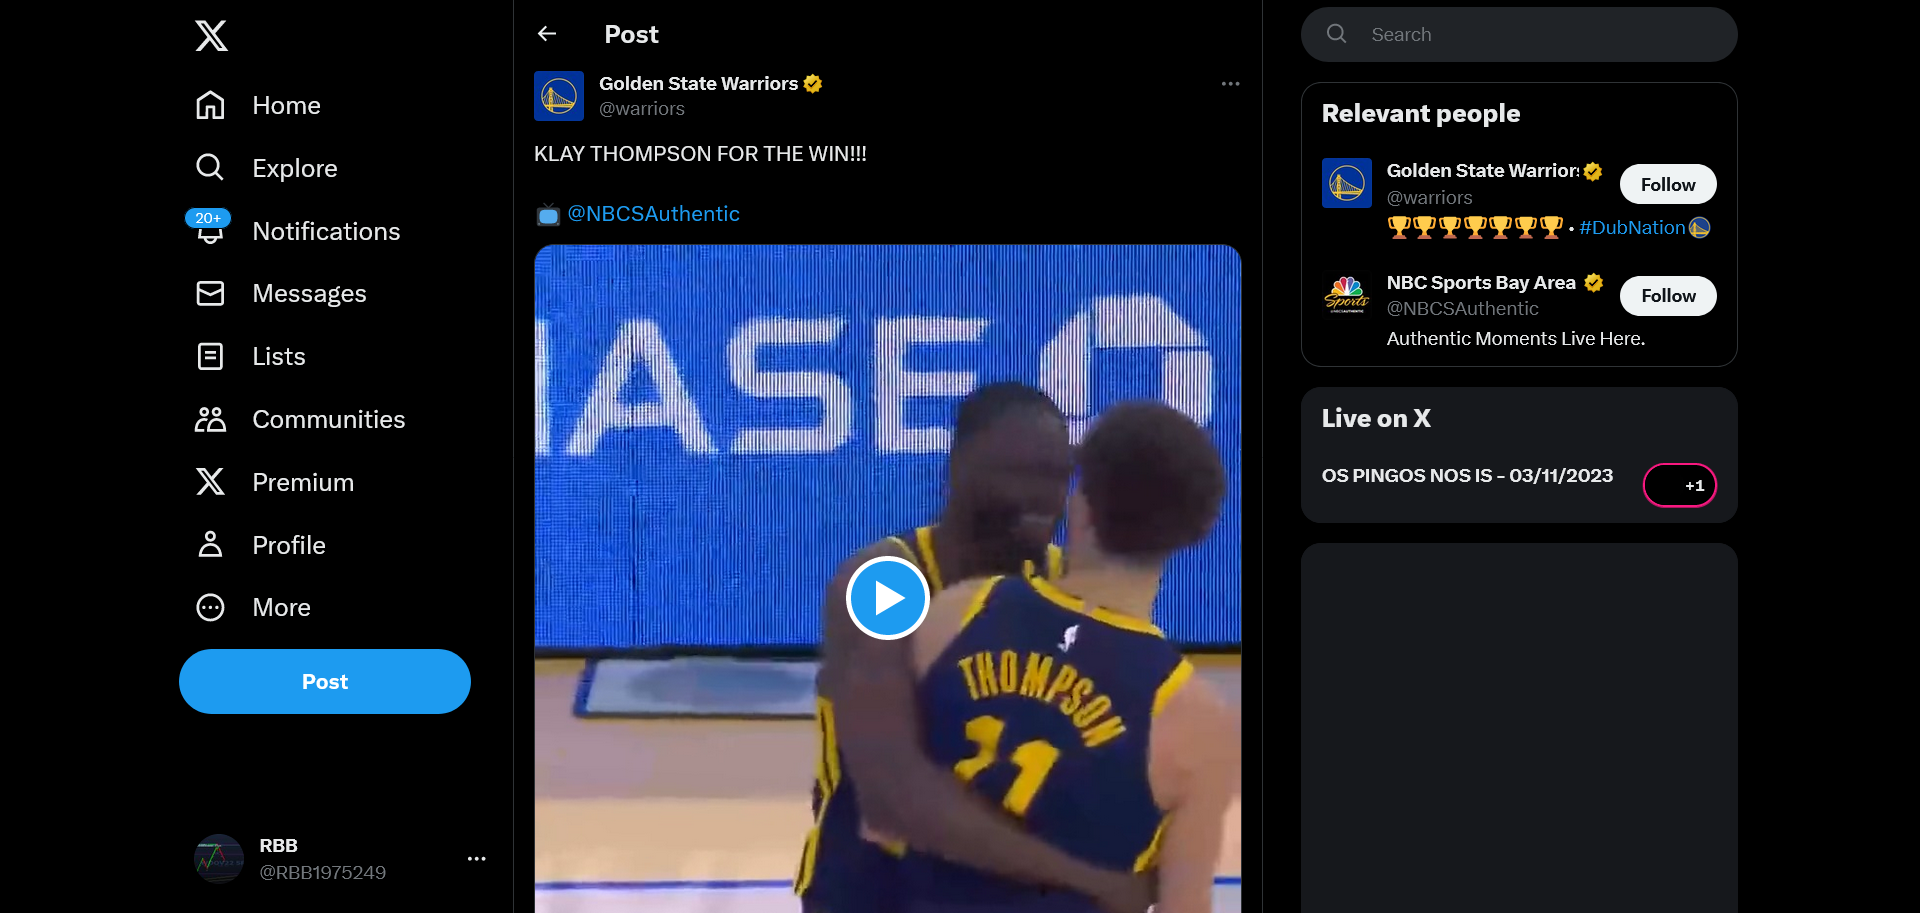 Home
Explore
20+
Notifications
Messages
Lists
Communities
Premium
Profile
More
Post
RBB
@RBB1975249
Post
Golden State Warriors
@warriors
KLAY THOMPSON FOR THE WIN!!!
@NBCSAuthentic
HASE
THOMPSON
11
Search
Relevant people
Golden State Warriors
@warriors
Follow
• #DubNation
Sports
NBC Sports Bay Area
@NBCSAuthentic
Follow
Authentic Moments Live Here.
Live on X
OS PINGOS NOS IS - 03/11/2023
+1